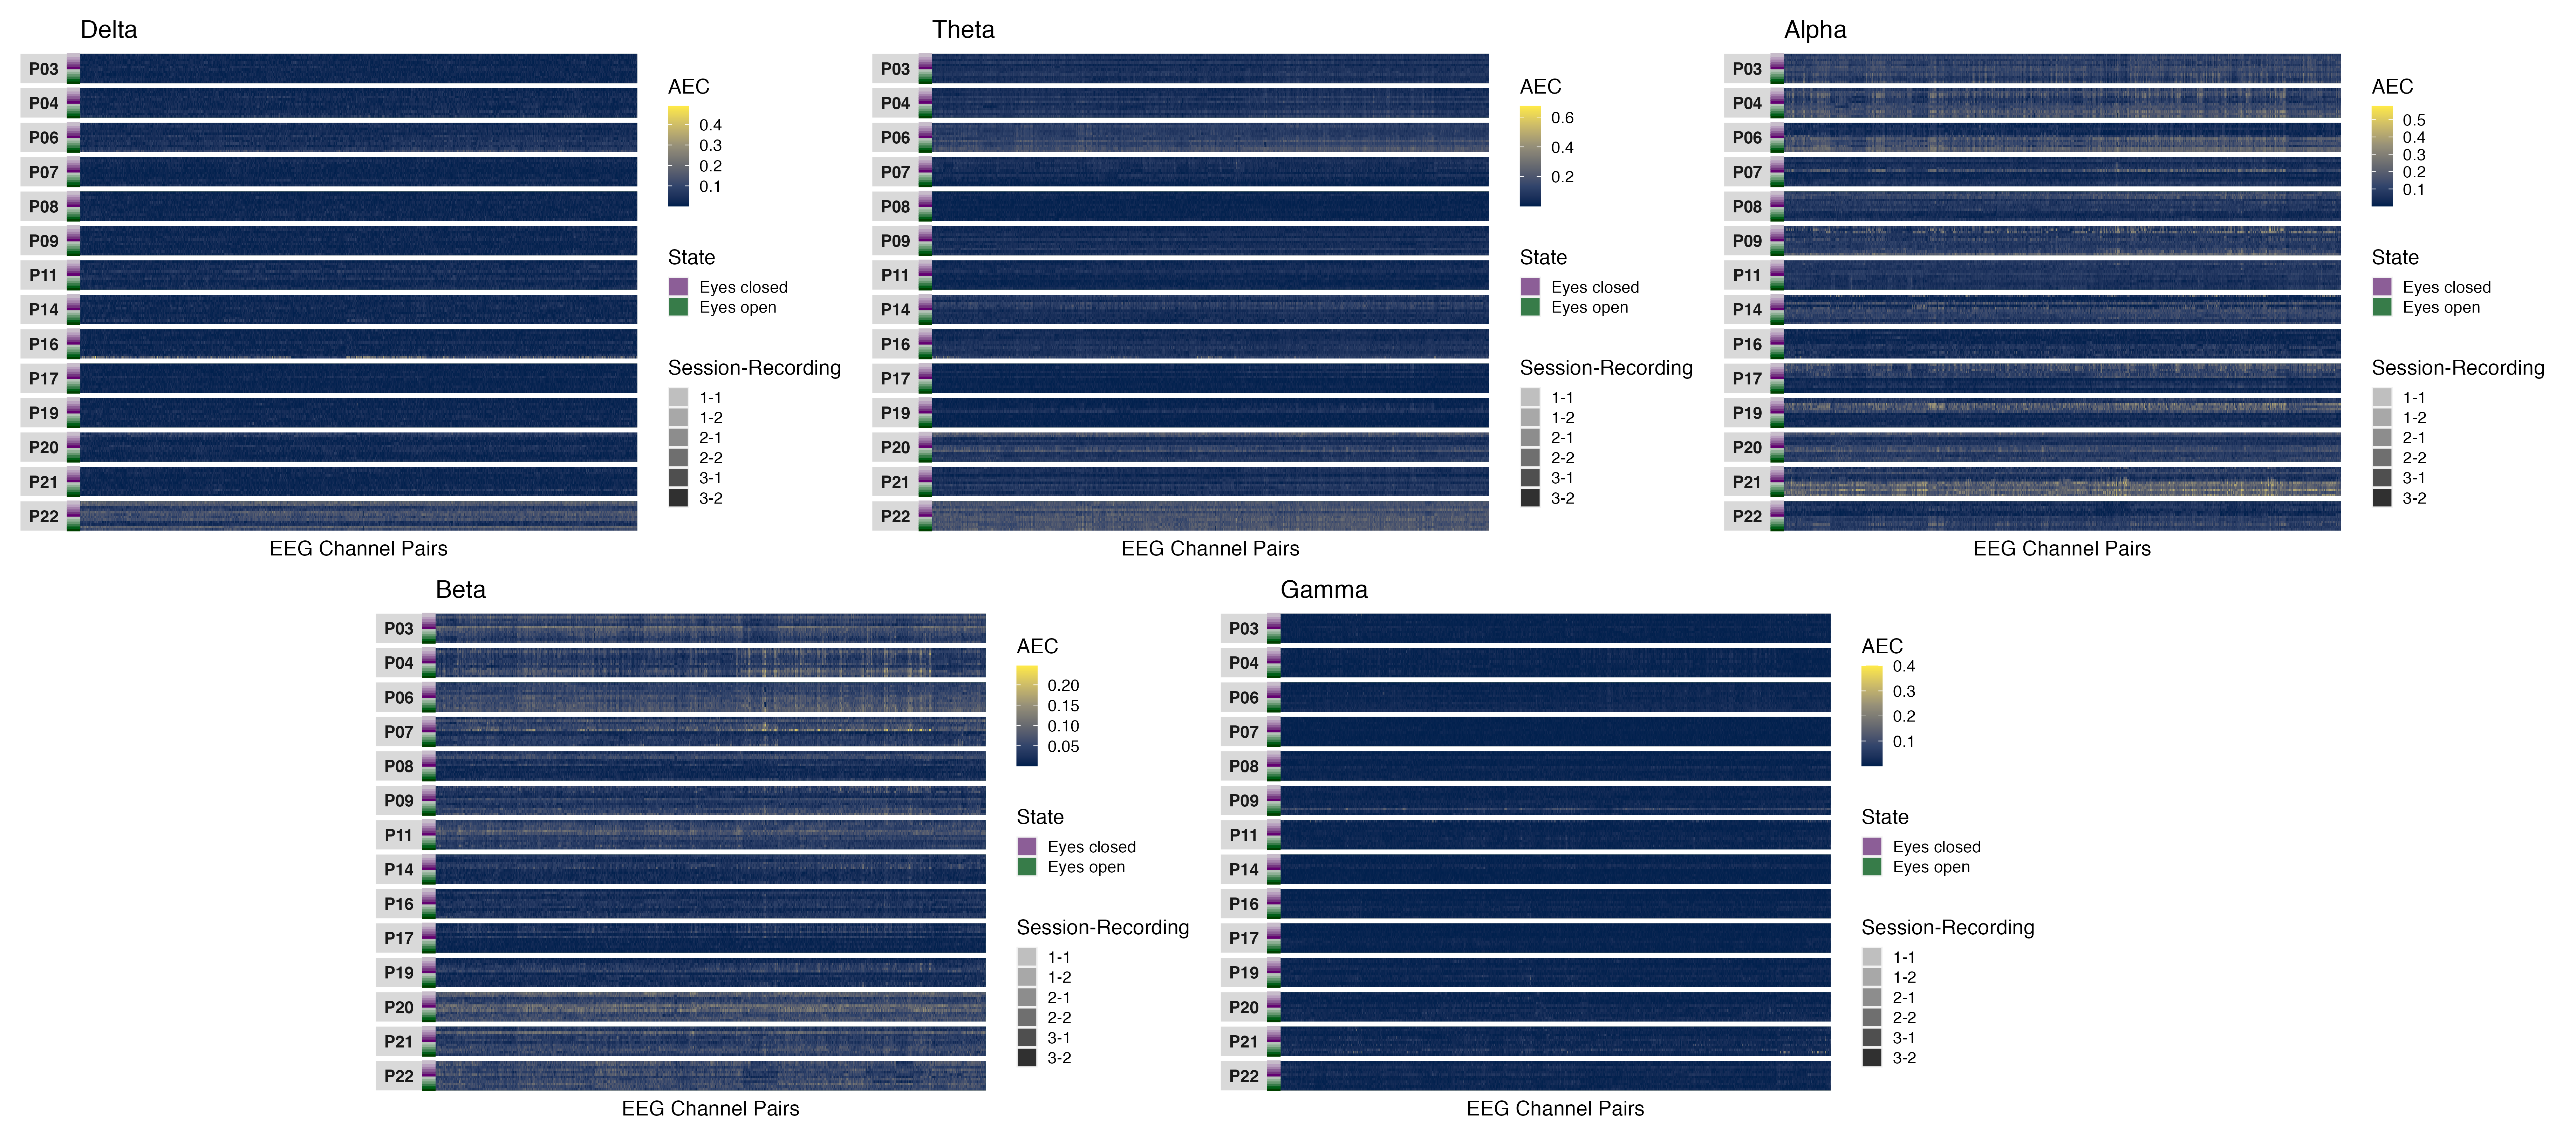 Delta
P03
P04
P06
P07
P08
P09
P11
P14
P16
P17
P19
P20
P21
P22
EEG Channel Pairs
AEC
0.4
0.3
0.2
0.1
State
Eyes closed
Eyes open
Session-Recording
1-1
1-2
2-1
2-2
3-1
3-2
Theta
P03
P04
P06
P07
P08
P09
P11
P14
P16
P17
P19
P20
P21
P22
EEG Channel Pairs
AEC
0.6
0.4
0.2
State
Eyes closed
Eyes open
Session-Recording
1-1
1-2
2-1
2-2
3-1
3-2
Alpha
P03
P04
P06
P07
P08
P09
P11
P14
P16
P17
P19
P20
P21
P22
EEG Channel Pairs
AEC
0.5
0.4
0.3
0.2
0.1
State
Eyes closed
Eyes open
Session-Recording
1-1
1-2
2-1
2-2
3-1
3-2
Beta
P03
P04
P06
P07
P08
P09
P11
P14
P16
P17
P19
P20
P21
P22
EEG Channel Pairs
AEC
0.20
0.15
0.10
0.05
State
Eyes closed
Eyes open
Session-Recording
1-1
1-2
2-1
2-2
3-1
3-2
Gamma
P03
P04
P06
P07
P08
P09
P11
P14
P16
P17
P19
P20
P21
P22
EEG Channel Pairs
AEC
0.4
0.3
0.2
0.1
State
Eyes closed
Eyes open
Session-Recording
1-1
1-2
2-1
2-2
3-1
3-2